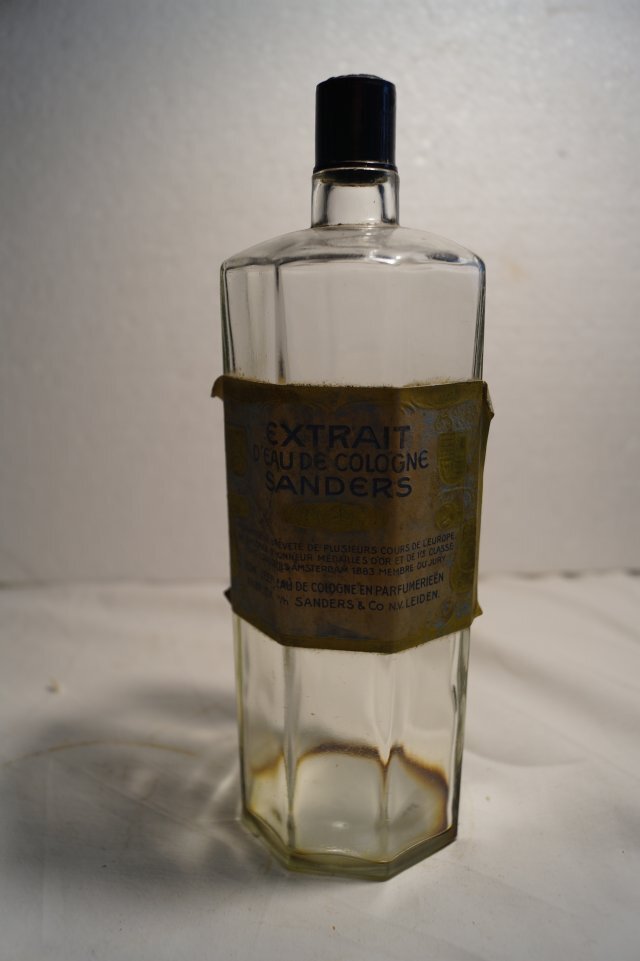 EXTRAIT
D'EAU DE COLOGNE
SANDERS
BRÉVETÉ DE PLUSIEURS COURS DE L'EUROPE
MÉDAILLES D'OR ET DE 1RE CLASSE
AMSTERDAM 1883 MEMBRE DU JURY
EAU DE COLOGNE EN PARFUMERIEËN
SANDERS & Co N.V. LEIDEN.